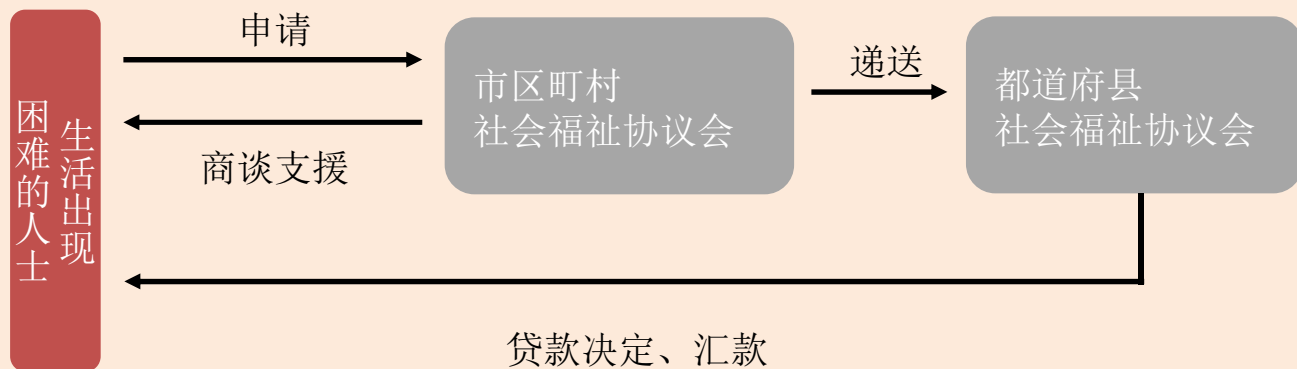 生活出现
困难的人士
申请
商谈支援
市区町村
社会福祉协议会
递送
都道府县
社会福祉协议会
贷款决定、汇款